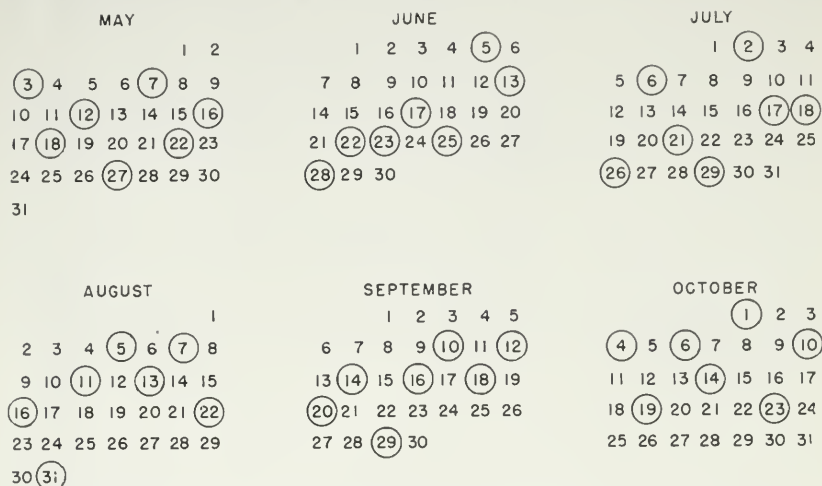 MAY
1 2
3 4 5 6 7 8 9
10 11 12 13 14 15 16
17 18 19 20 21 22 23
24 25 26 27 28 29 30
31
JUNE
1 2 3 4 5 6
7 8 9 10 11 12 13
14 15 16 17 18 19 20
21 22 23 24 25 26 27
28 29 30
JULY
1 2 3 4
5 6 7 8 9 10 11
12 13 14 15 16 17 18
19 20 21 22 23 24 25
26 27 28 29 30 31
AUGUST
1
2 3 4 5 6 7 8
9 10 11 12 13 14 15
16 17 18 19 20 21 22
23 24 25 26 27 28 29
30 31
SEPTEMBER
1 2 3 4 5
6 7 8 9 10 11 12
13 14 15 16 17 18 19
20 21 22 23 24 25 26
27 28 29 30
OCTOBER
1 2 3
4 5 6 7 8 9 10
11 12 13 14 15 16 17
18 19 20 21 22 23 24
25 26 27 28 29 30 31